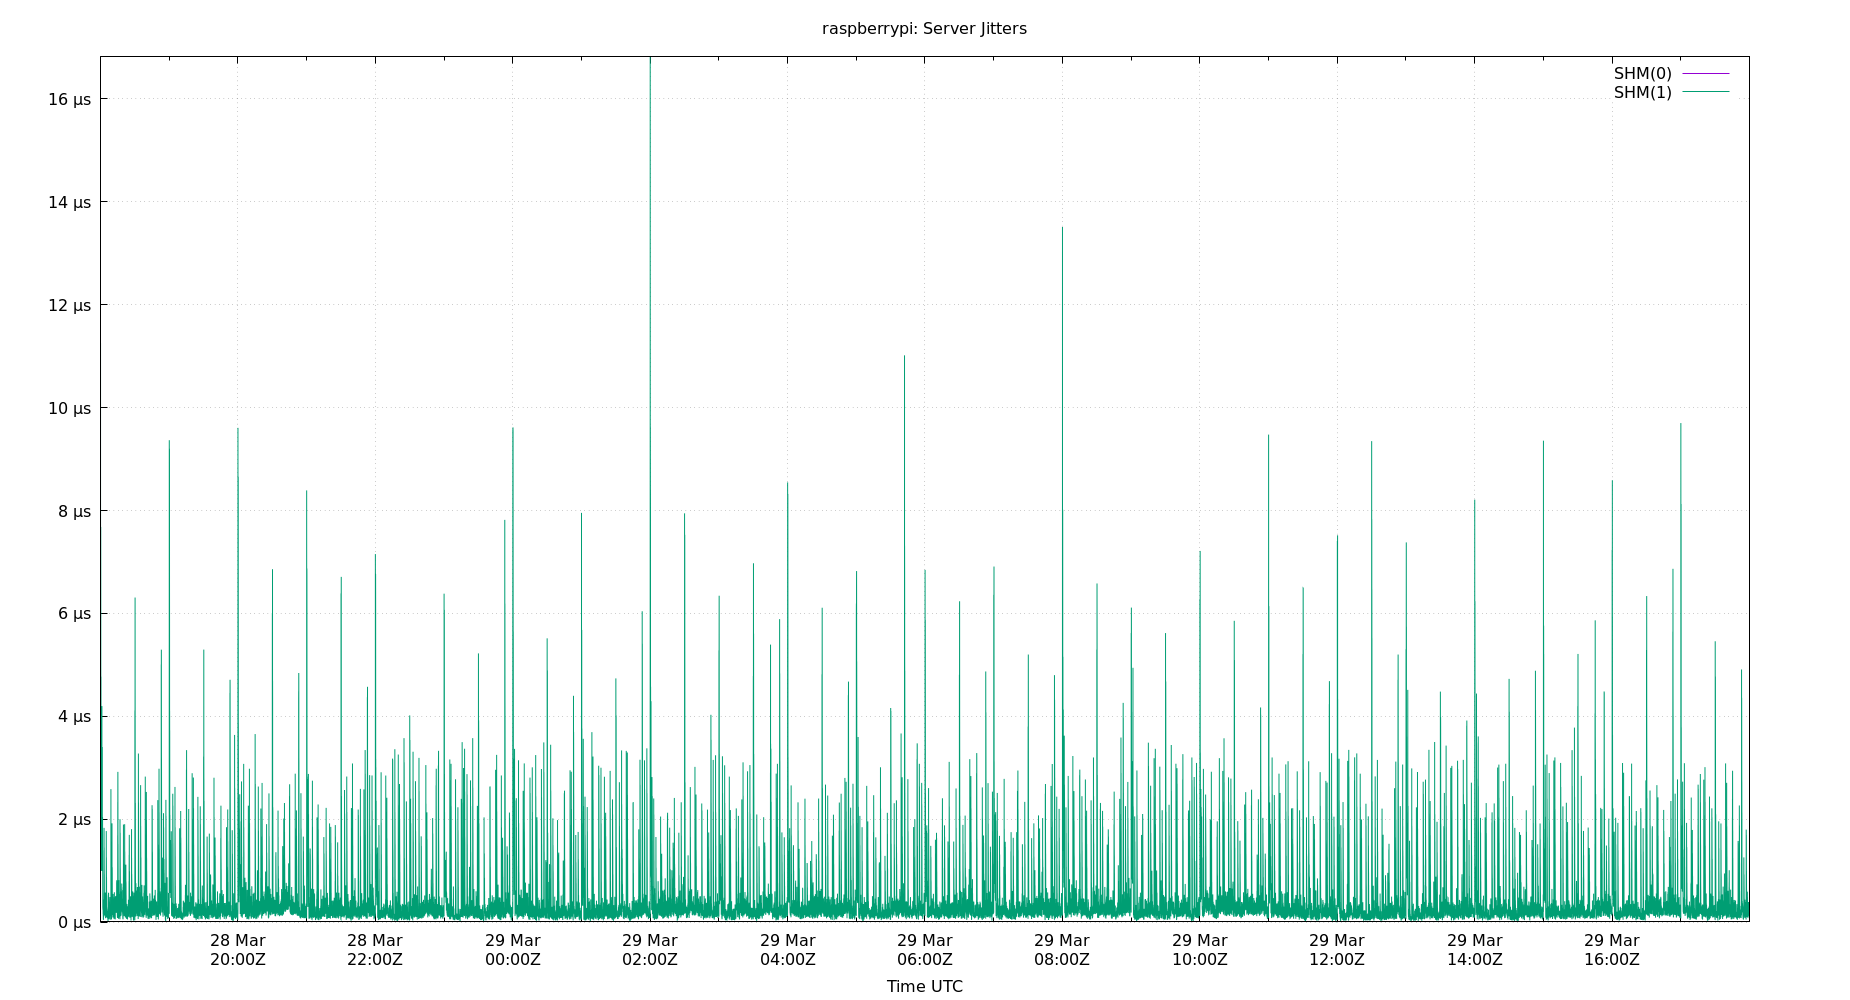 raspberrypi: Server Jitters
SHM(0)
SHM(1)
16 µs
14 µs
12 µs
10 µs
8 µs
6 µs
4 µs
2 µs
0 µs
28 Mar 28 Mar 29 Mar 29 Mar 29 Mar 29 Mar 29 Mar 29 Mar 29 Mar 29 Mar 29 Mar
20:00Z 22:00Z 00:00Z 02:00Z 04:00Z 06:00Z 08:00Z 10:00Z 12:00Z 14:00Z 16:00Z
Time UTC